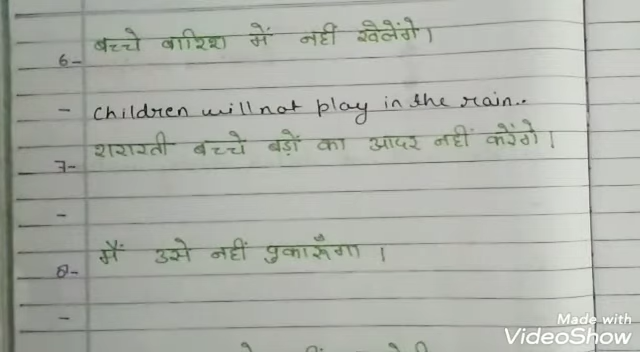 6- बच्चे बारिश में नहीं खेलेंगे।
- Children will not play in the rain..
7- शरारती बच्चे बड़ों का आदर नहीं करेंगे।
-
8- मैं उसे नहीं पुकारूँगा।
-
Made with
VideoShow